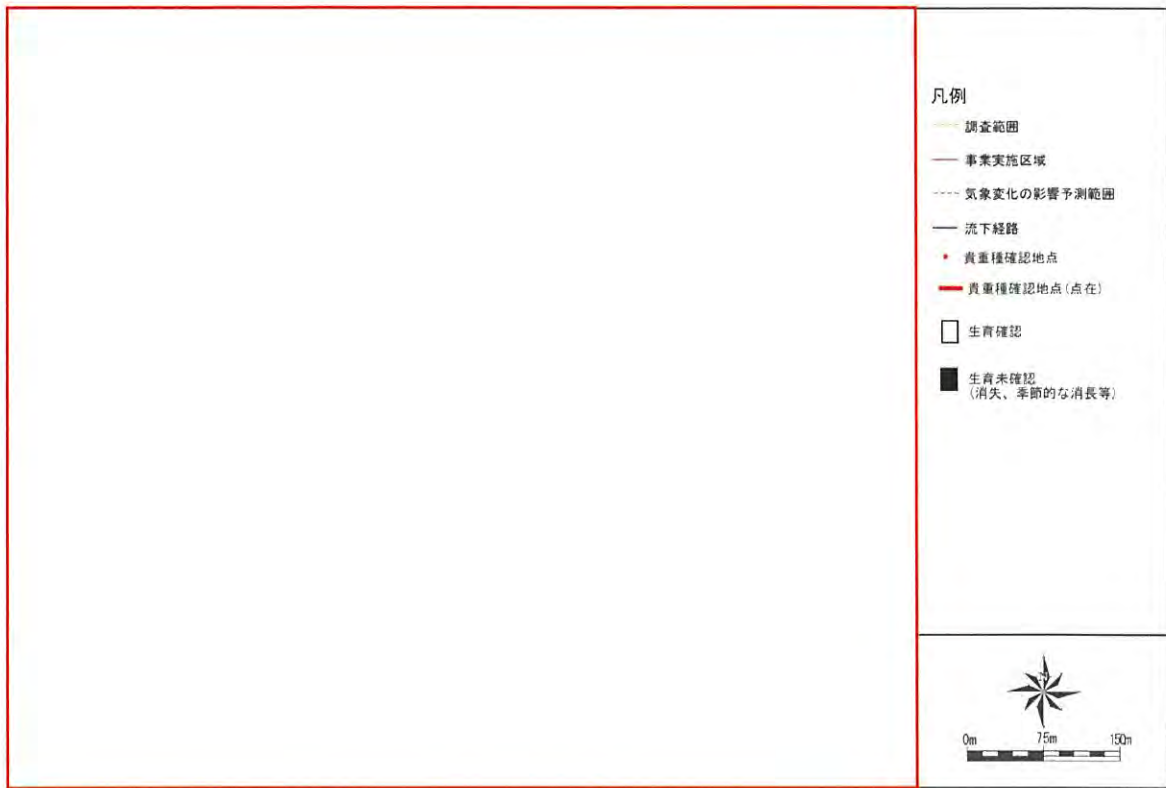 凡例
調査範囲
事業実施区域
気象変化の影響予測範囲
流下経路
貴重種確認地点
貴重種確認地点(点在)
生育確認
生育未確認
(消失、季節的な消長等)
0m 75m 150m